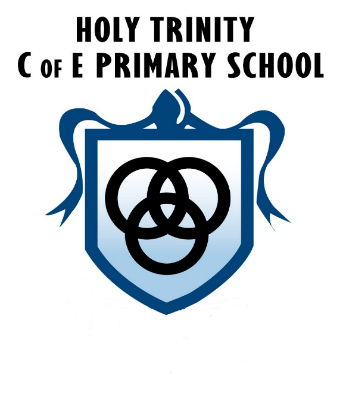 HOLY TRINITY
C OF E PRIMARY SCHOOL